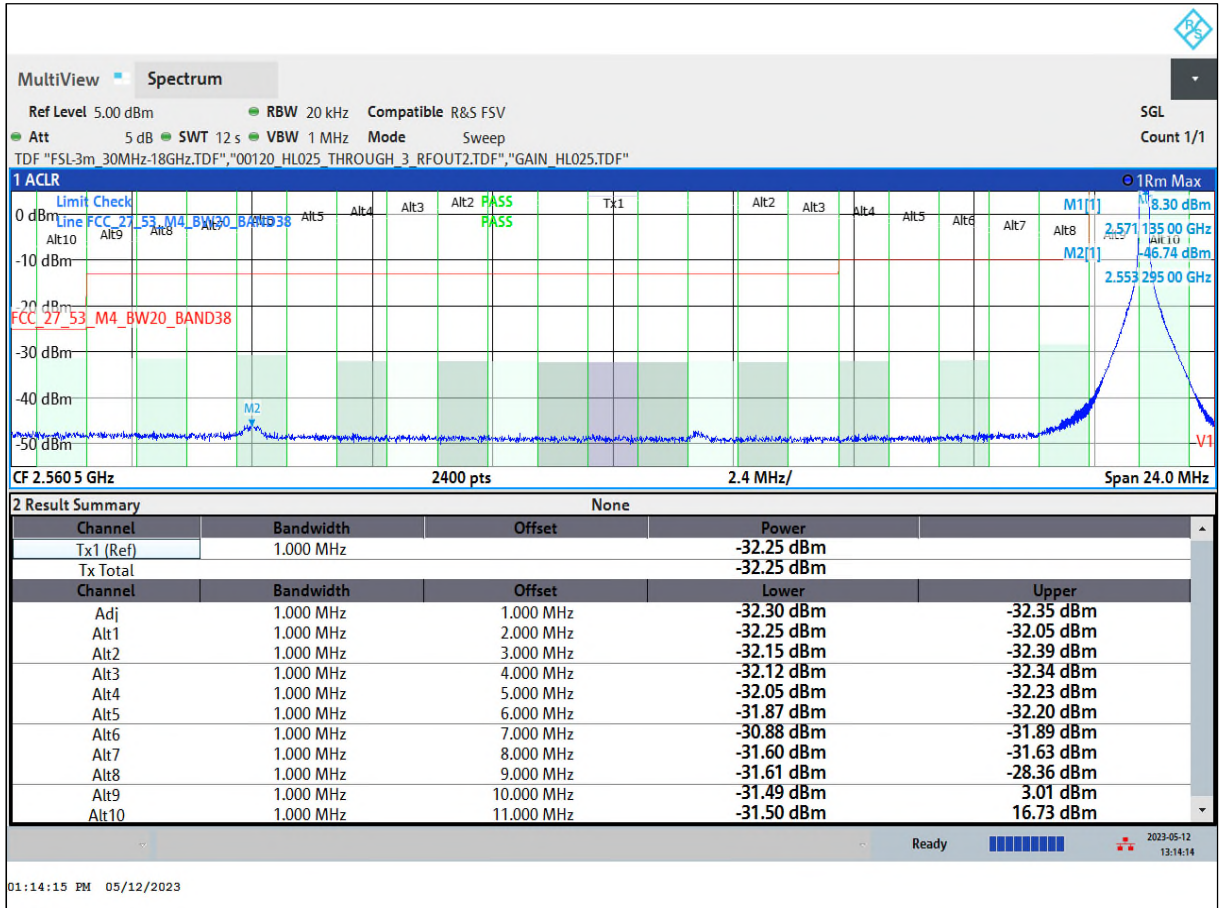 R&S
MultiView Spectrum
Ref Level 5.00 dBm RBW 20 kHz Compatible R&S FSV SGL
Att 5 dB SWT 12 s VBW 1 MHz Mode Sweep Count 1/1
TDF "FSL-3m_30MHz-18GHz.TDF","00120_HL025_THROUGH_3_RFOUT2.TDF","GAIN_HL025.TDF"
1 ACLR 1Rm Max
Limit Check PASS
Line FCC_27_53_M4_BW20_BAND38 PASS
M1[1] 8.30 dBm
2.571 135 00 GHz
M2[1] -46.74 dBm
2.553 295 00 GHz
Alt10 Alt9 Alt8 Alt5 Alt4 Alt3 Alt2 Tx1 Alt2 Alt3 Alt4 Alt5 Alt6 Alt7 Alt8 Alt10
0 dBm
-10 dBm
-20 dBm
FCC_27_53_M4_BW20_BAND38
-30 dBm
-40 dBm
M2
-50 dBm
V1
CF 2.560 5 GHz 2400 pts 2.4 MHz/ Span 24.0 MHz
2 Result Summary None
Channel Bandwidth Offset Power
Tx1 (Ref) 1.000 MHz -32.25 dBm
Tx Total -32.25 dBm
Channel Bandwidth Offset Lower Upper
Adj 1.000 MHz 1.000 MHz -32.30 dBm -32.35 dBm
Alt1 1.000 MHz 2.000 MHz -32.25 dBm -32.05 dBm
Alt2 1.000 MHz 3.000 MHz -32.15 dBm -32.39 dBm
Alt3 1.000 MHz 4.000 MHz -32.12 dBm -32.34 dBm
Alt4 1.000 MHz 5.000 MHz -32.05 dBm -32.23 dBm
Alt5 1.000 MHz 6.000 MHz -31.87 dBm -32.20 dBm
Alt6 1.000 MHz 7.000 MHz -30.88 dBm -31.89 dBm
Alt7 1.000 MHz 8.000 MHz -31.60 dBm -31.63 dBm
Alt8 1.000 MHz 9.000 MHz -31.61 dBm -28.36 dBm
Alt9 1.000 MHz 10.000 MHz -31.49 dBm 3.01 dBm
Alt10 1.000 MHz 11.000 MHz -31.50 dBm 16.73 dBm
Ready 2023-05-12
13:14:14
01:14:15 PM 05/12/2023